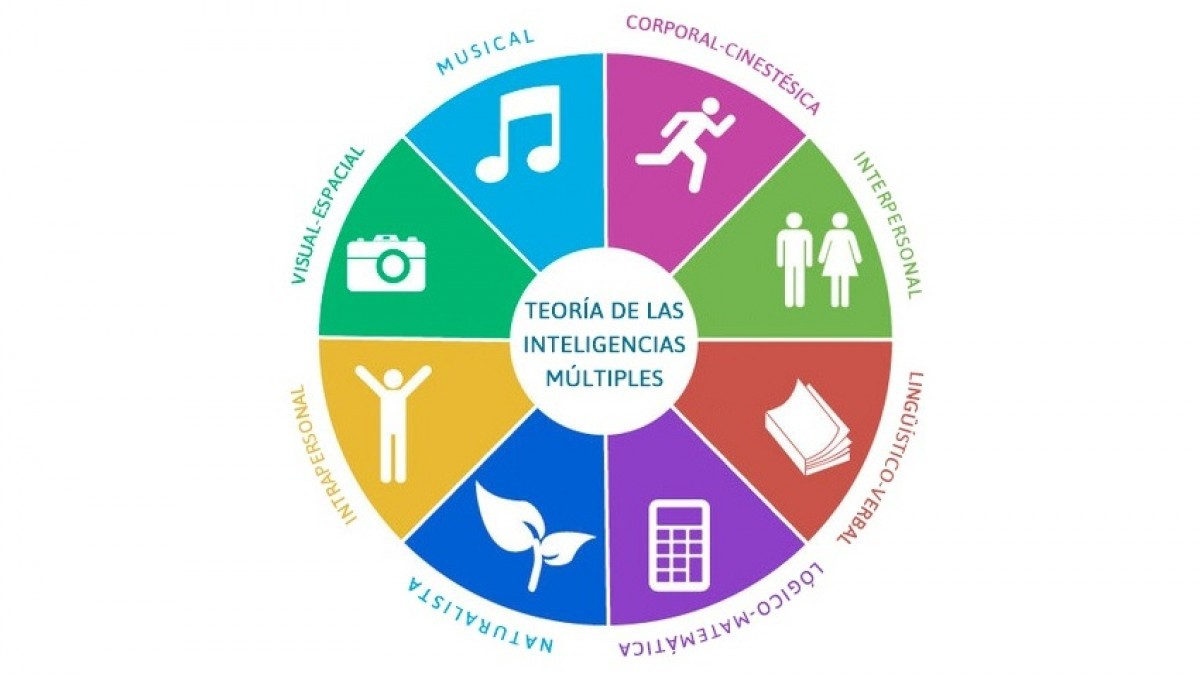 MUSICAL
CORPORAL-CINESTÉSICA
INTERPERSONAL
LINGÜÍSTICO-VERBAL
LÓGICO-MATEMÁTICA
NATURALISTA
INTRAPERSONAL
VISUAL-ESPACIAL
TEORÍA DE LAS
INTELIGENCIAS
MÚLTIPLES